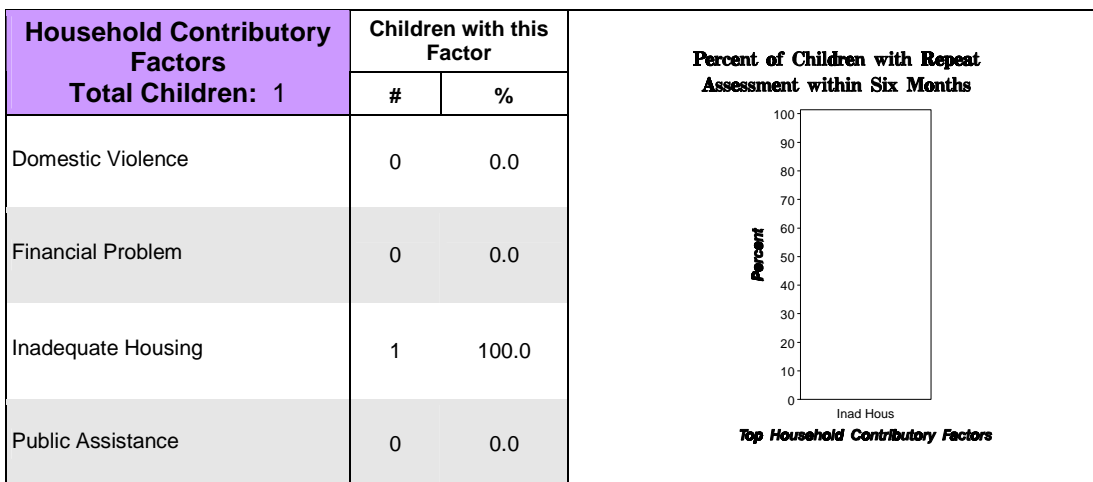 Household Contributory
Factors
Total Children: 1
Children with this
Factor
# %
Domestic Violence 0 0.0
Financial Problem 0 0.0
Inadequate Housing 1 100.0
Public Assistance 0 0.0
Percent of Children with Repeat
Assessment within Six Months
100
90
80
70
60
50
40
30
20
10
0
Percent
Inad Hous
Top Household Contributory Factors